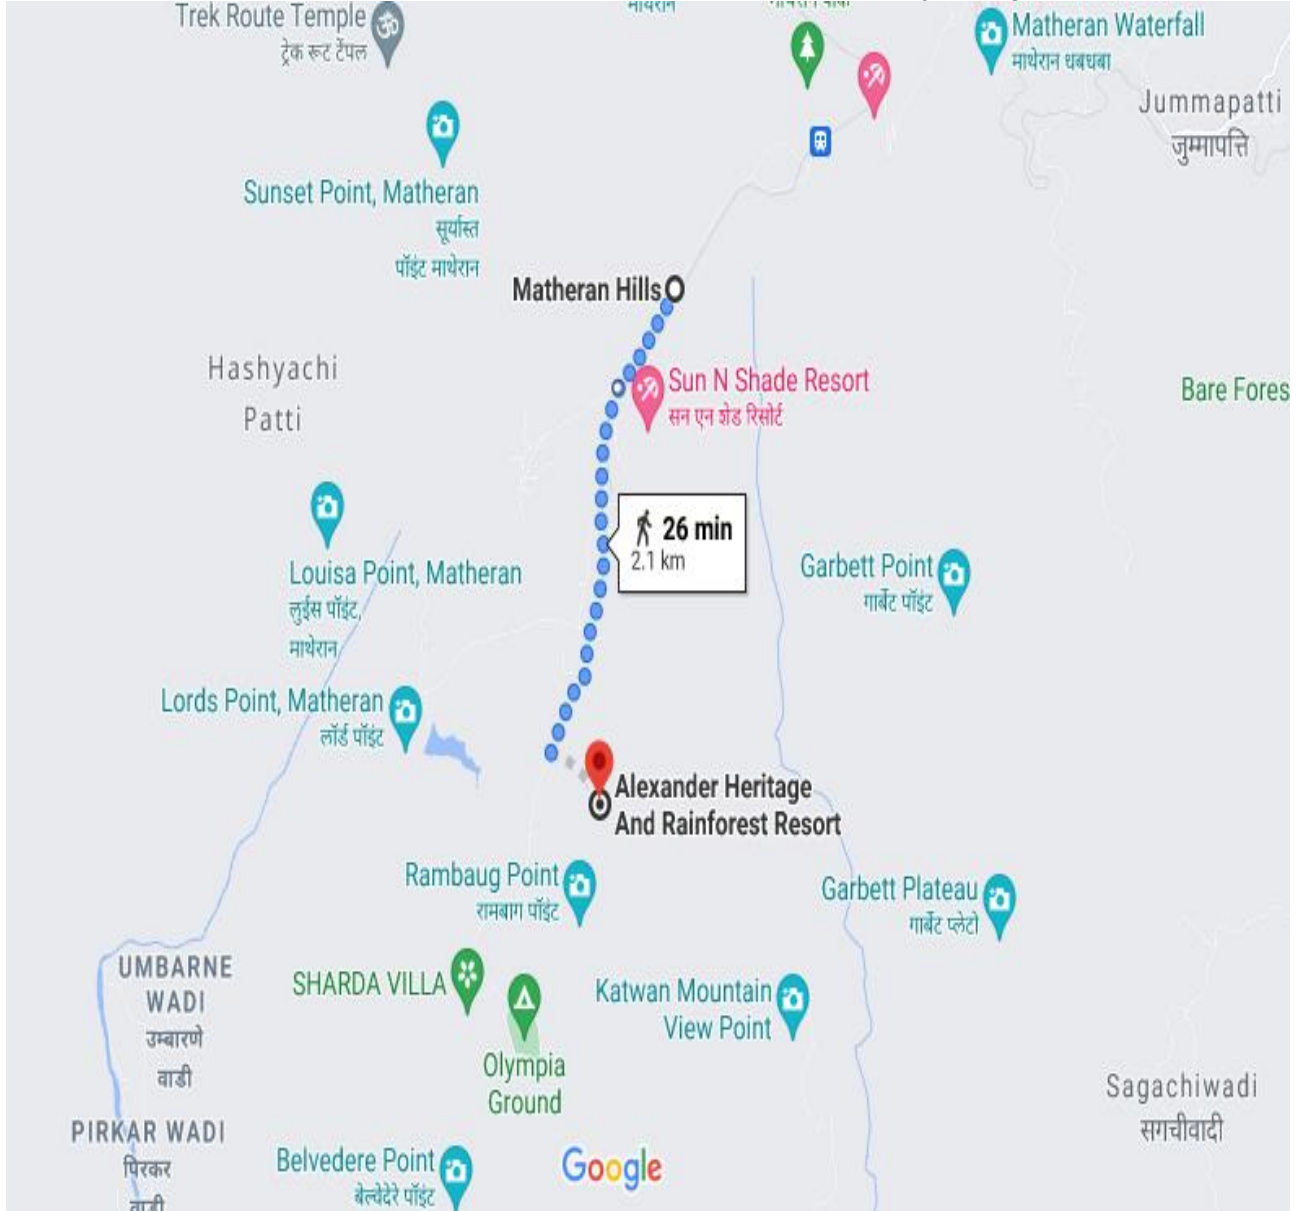 Trek Route Temple
ट्रेक रूट टेंपल
माथेरान
Matheran Waterfall
माथेरान धबधबा
Jummapatti
जुम्मापत्ति
Sunset Point, Matheran
सूर्यास्त
पॉइंट माथेरान
Matheran Hills
Hashyachi
Patti
Sun N Shade Resort
सन एन शेड रिसोर्ट
Bare Fores
26 min
2.1 km
Louisa Point, Matheran
लुईस पॉइंट,
माथेरान
Garbett Point
गार्बेट पॉइंट
Lords Point, Matheran
लॉर्ड पॉइंट
Alexander Heritage
And Rainforest Resort
Rambaug Point
रामबाग पॉइंट
Garbett Plateau
गार्बेट प्लेटो
UMBARNE
WADI
उम्बारणे
वाडी
SHARDA VILLA
Katwan Mountain
View Point
Olympia
Ground
Sagachiwadi
सगचीवादी
PIRKAR WADI
पिरकर
वाडी
Belvedere Point
बेल्वेदेरे पॉइंट
Google